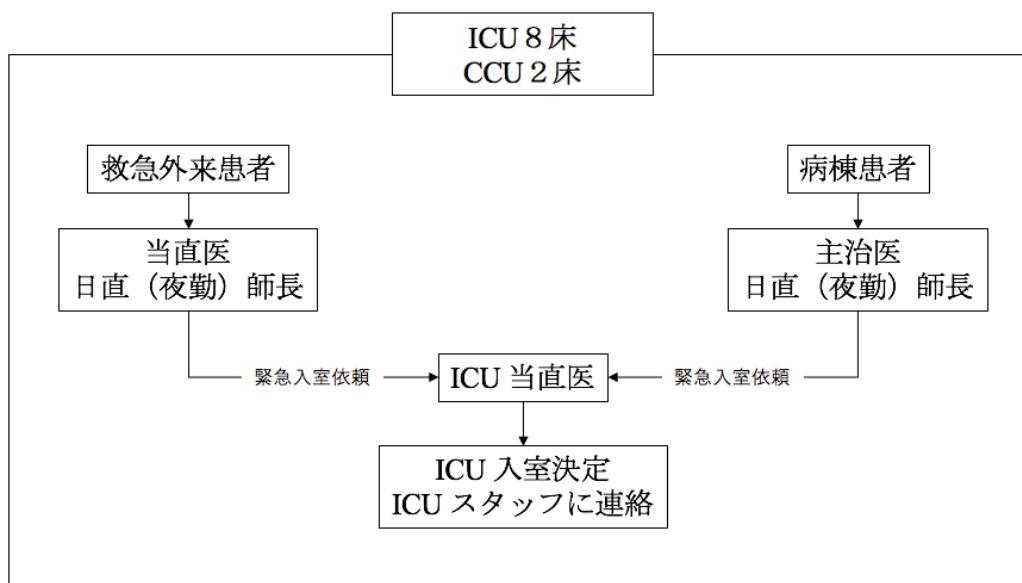 ICU８床
CCU２床
救急外来患者
病棟患者
当直医
日直（夜勤）師長
主治医
日直（夜勤）師長
緊急入室依頼
ICU 当直医
緊急入室依頼
ICU 入室決定
ICU スタッフに連絡